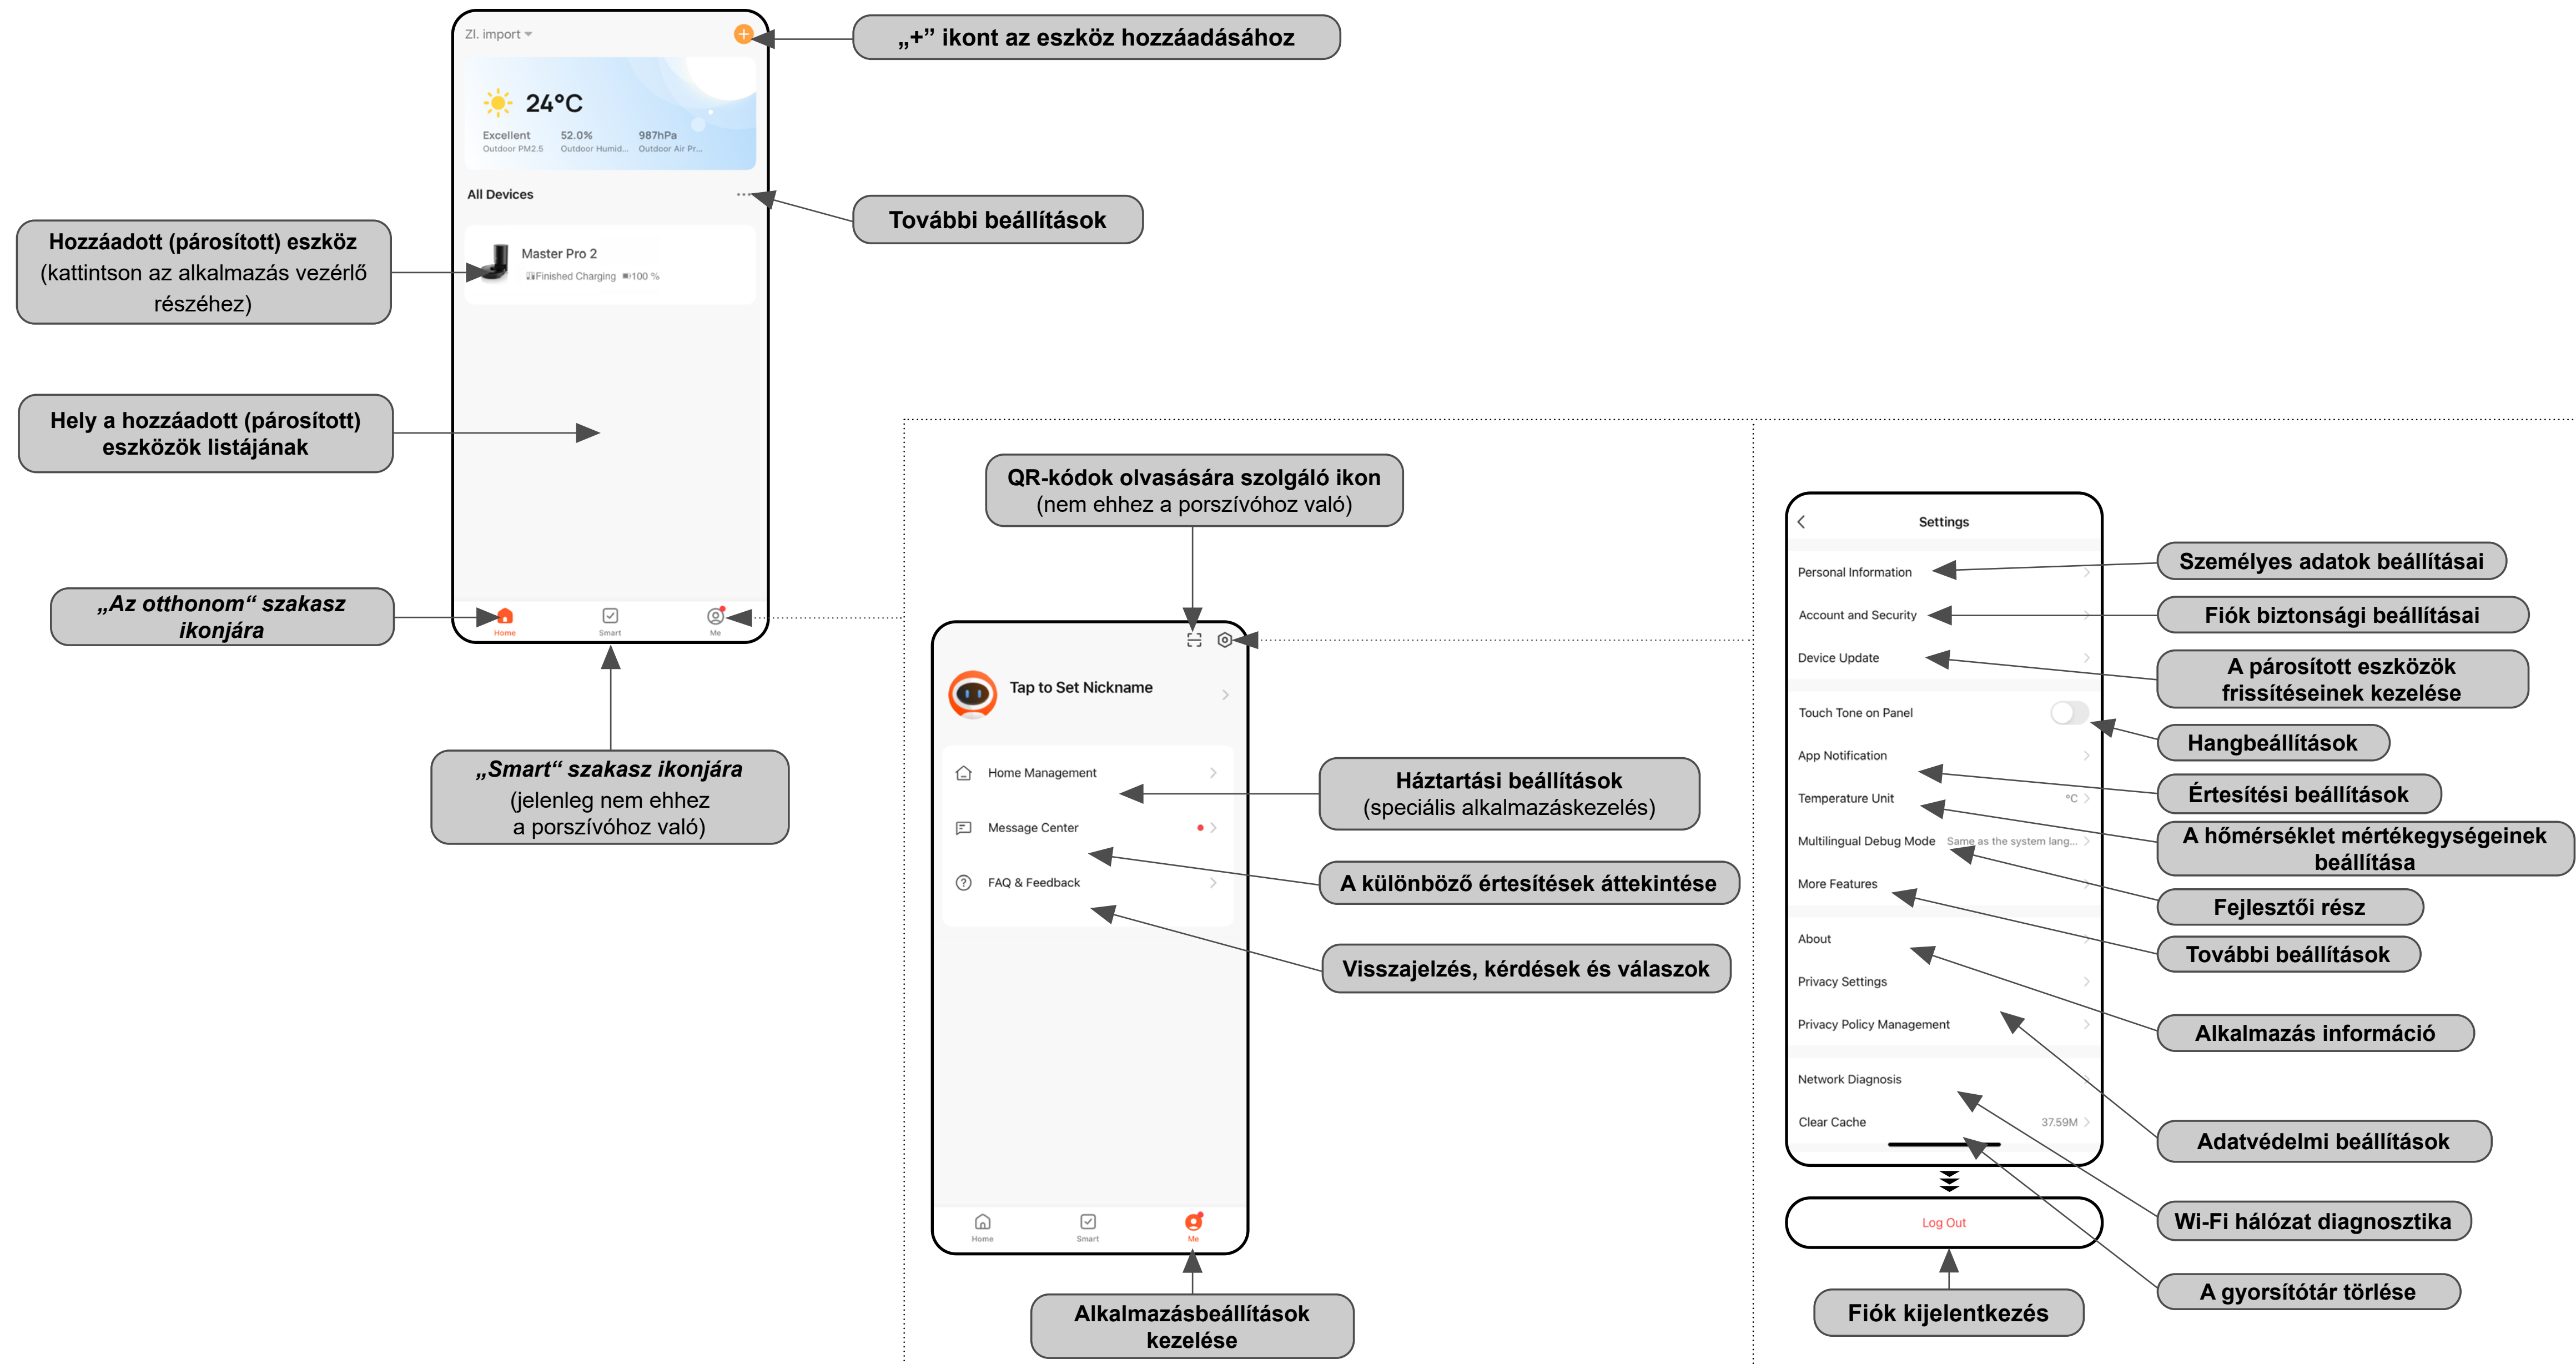 Zl. import
24°C
Excellent 52.0% 987hPa
Outdoor PM2.5 Outdoor Humid... Outdoor Air Pr...
All Devices
Master Pro 2
Finished Charging 100 %
Home Smart Me
„+” ikont az eszköz hozzáadásához
További beállítások
Hozzáadott (párosított) eszköz
(kattintson az alkalmazás vezérlő
részéhez)
Hely a hozzáadott (párosított)
eszközök listájának
„Az otthonom“ szakasz
ikonjára
„Smart“ szakasz ikonjára
(jelenleg nem ehhez
a porszívóhoz való)
QR-kódok olvasására szolgáló ikon
(nem ehhez a porszívóhoz való)
Tap to Set Nickname
Home Management
Message Center
FAQ & Feedback
Home Smart Me
Háztartási beállítások
(speciális alkalmazáskezelés)
A különböző értesítések áttekintése
Visszajelzés, kérdések és válaszok
Alkalmazásbeállítások
kezelése
Settings
Personal Information
Account and Security
Device Update
Touch Tone on Panel
App Notification
Temperature Unit °C
Multilingual Debug Mode Same as the system lang...
More Features
About
Privacy Settings
Privacy Policy Management
Network Diagnosis
Clear Cache 37.59M
Log Out
Személyes adatok beállításai
Fiók biztonsági beállításai
A párosított eszközök
frissítéseinek kezelése
Hangbeállítások
Értesítési beállítások
A hőmérséklet mértékegységeinek
beállítása
Fejlesztői rész
További beállítások
Alkalmazás információ
Adatvédelmi beállítások
Wi-Fi hálózat diagnosztika
A gyorsítótár törlése
Fiók kijelentkezés